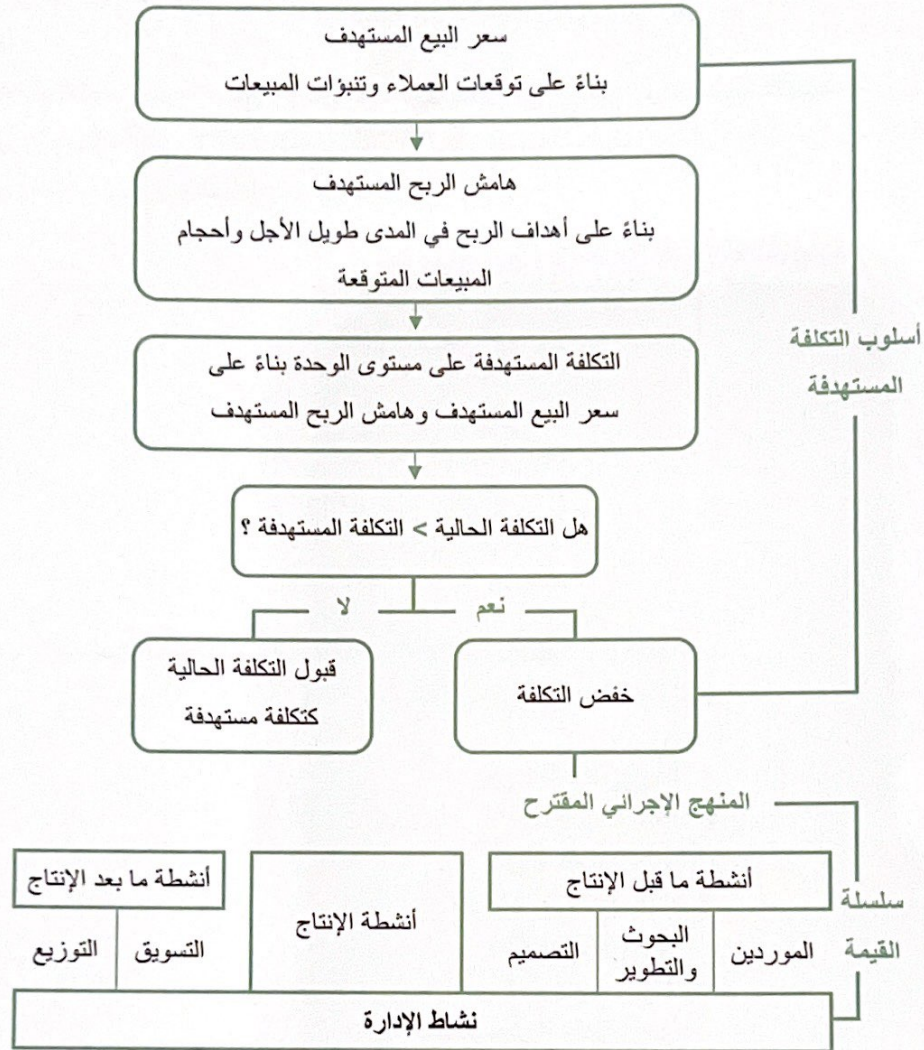 سعر البيع المستهدف
بناءً على توقعات العملاء وتنبؤات المبيعات
هامش الربح المستهدف
بناءً على أهداف الربح في المدى طويل الأجل وأحجام
المبيعات المتوقعة
أسلوب التكلفة
المستهدفة
التكلفة المستهدفة على مستوى الوحدة بناءً على
سعر البيع المستهدف وهامش الربح المستهدف
هل التكلفة الحالية > التكلفة المستهدفة ؟
نعم
لا
خفض التكلفة
قبول التكلفة الحالية
كتكلفة مستهدفة
المنهج الإجرائي المقترح
سلسلة
القيمة
أنشطة ما قبل الإنتاج
الموردين
البحوث
والتطوير
التصميم
أنشطة الإنتاج
أنشطة ما بعد الإنتاج
التسويق
التوزيع
نشاط الإدارة